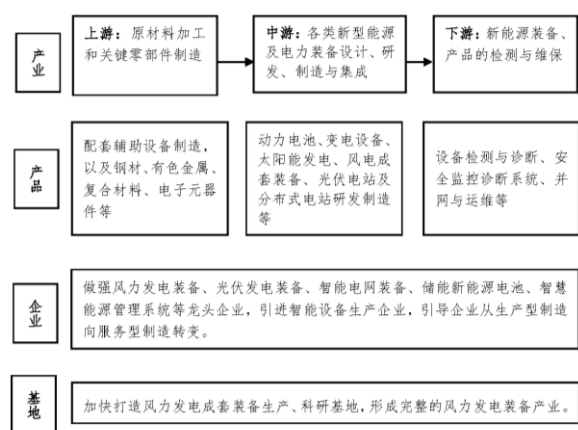 产业
上游：原材料加工
和关键零部件制造
中游：各类新型能源
及电力装备设计、研
发、制造与集成
下游：新能源装备、
产品的检测与维保
产品
配套辅助设备制造，
以及钢材、有色金属、
复合材料、电子元器
件等
动力电池、变电设备、
太阳能发电、风电成
套装备、光伏电站及
分布式电站研发制造
等
设备检测与诊断、安
全监控诊断系统、并
网与运维等
企业
做强风力发电装备、光伏发电装备、智能电网装备、储能新能源电池、智慧
能源管理系统等龙头企业，引进智能设备生产企业，引导企业从生产型制造
向服务型制造转变。
基地
加快打造风力发电成套装备生产、科研基地，形成完整的风力发电装备产业。